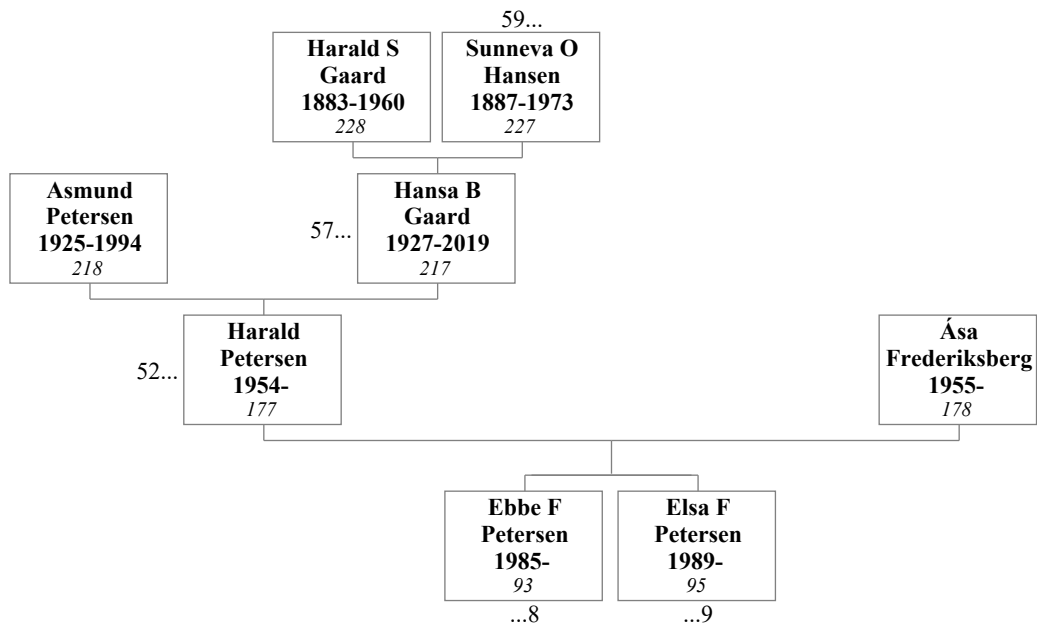 59...
Harald S
Gaard
1883-1960
228
Sunneva O
Hansen
1887-1973
227
Asmund
Petersen
1925-1994
218
57...
Hansa B
Gaard
1927-2019
217
52...
Harald
Petersen
1954-
177
Ása
Frederiksberg
1955-
178
Ebbe F
Petersen
1985-
93
...8
Elsa F
Petersen
1989-
95
...9